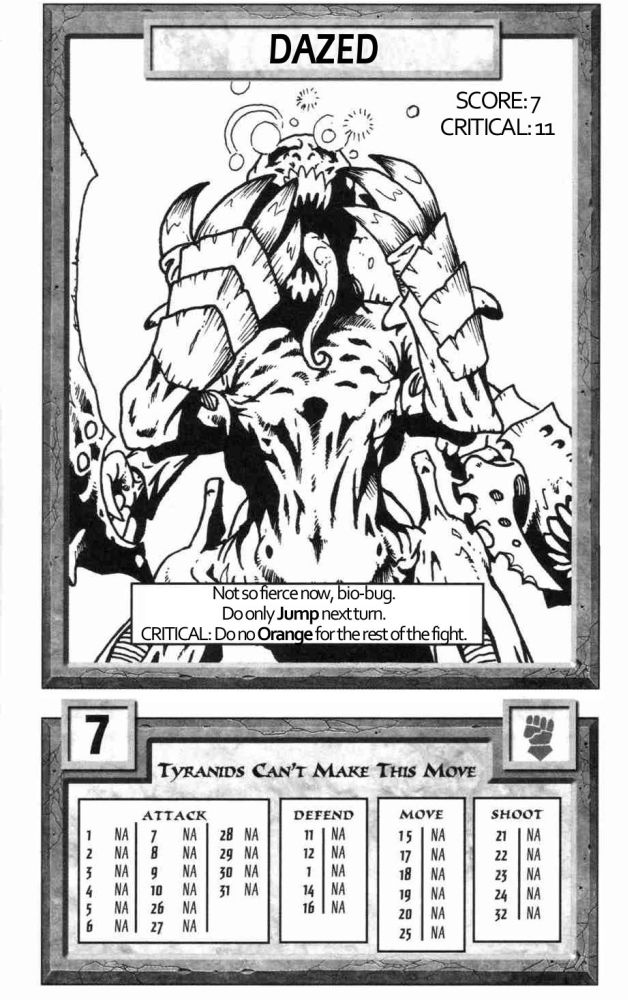 DAZED
SCORE: 7
CRITICAL: 11
Not so fierce now, bio-bug.
Do only Jump next turn.
CRITICAL: Do no Orange for the rest of the fight.
7
TYRANIDS CAN'T MAKE THIS MOVE
ATTACK
1 NA 7 NA 28 NA
2 NA 8 NA 29 NA
3 NA 9 NA 30 NA
4 NA 10 NA 31 NA
5 NA 26 NA
6 NA 27 NA
DEFEND
11 NA
12 NA
1 NA
14 NA
16 NA
MOVE
15 NA
17 NA
18 NA
19 NA
20 NA
25 NA
SHOOT
21 NA
22 NA
23 NA
24 NA
32 NA